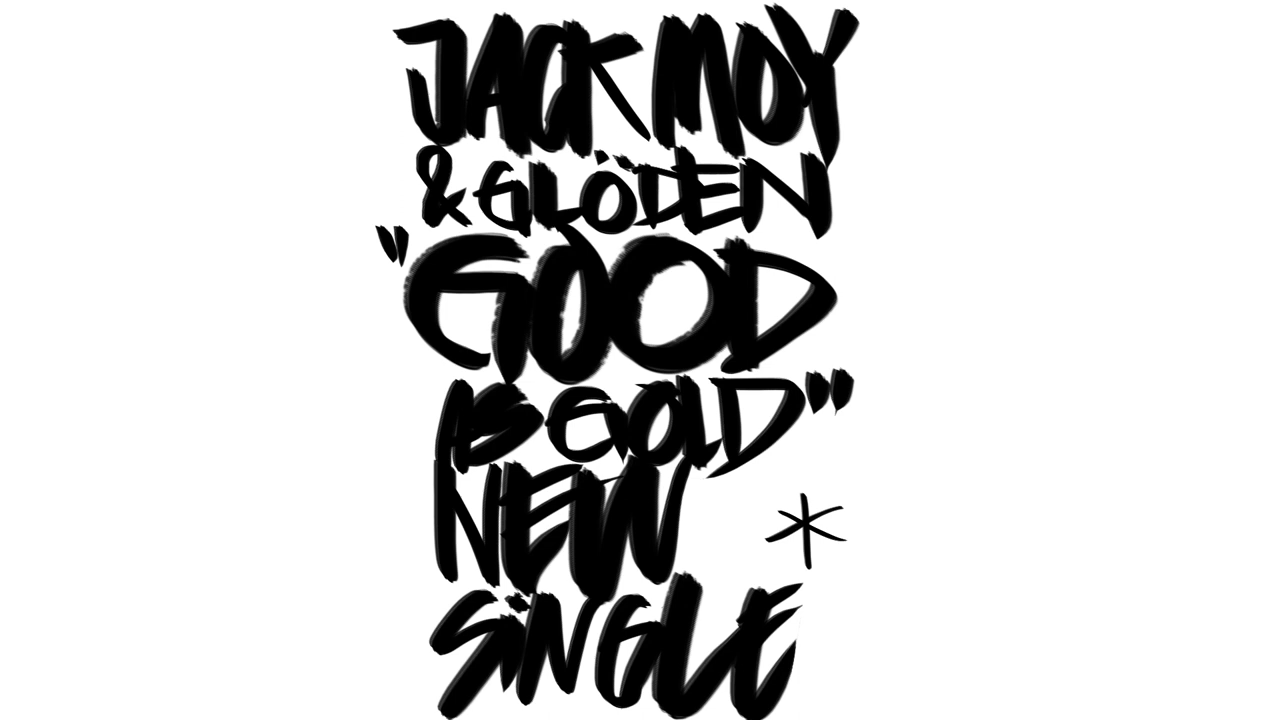 JACK MOY
& GLÖDEN
"GOOD
AS GOLD"
NEW
SiNGLE